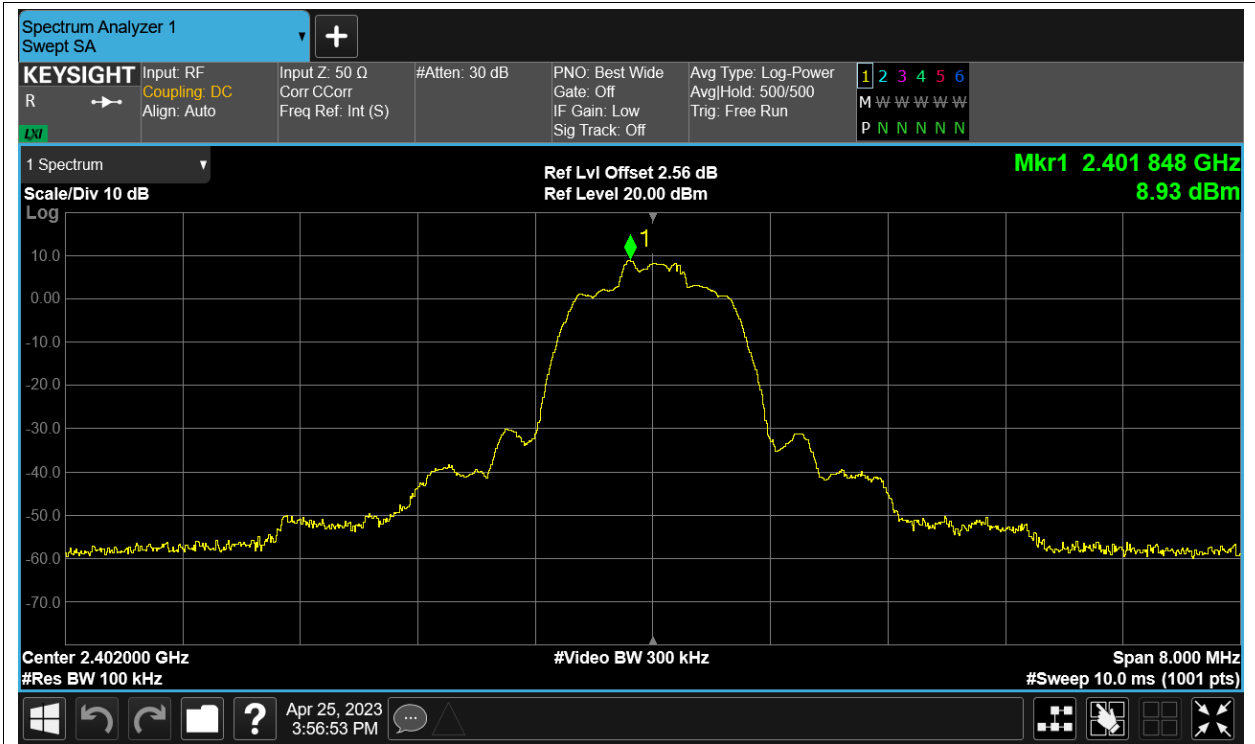 Spectrum Analyzer 1
Swept SA
KEYSIGHT
R
LXI
Input: RF
Coupling: DC
Align: Auto
Input Z: 50 Ω
Corr CCorr
Freq Ref: Int (S)
#Atten: 30 dB
PNO: Best Wide
Gate: Off
IF Gain: Low
Sig Track: Off
Avg Type: Log-Power
Avg|Hold: 500/500
Trig: Free Run
1 2 3 4 5 6
M W W W W W
P N N N N N
1 Spectrum
Scale/Div 10 dB
Log
Ref Lvl Offset 2.56 dB
Ref Level 20.00 dBm
Mkr1 2.401 848 GHz
8.93 dBm
1
10.0
0.00
-10.0
-20.0
-30.0
-40.0
-50.0
-60.0
-70.0
Center 2.402000 GHz
#Res BW 100 kHz
#Video BW 300 kHz
Span 8.000 MHz
#Sweep 10.0 ms (1001 pts)
?
Apr 25, 2023
3:56:53 PM